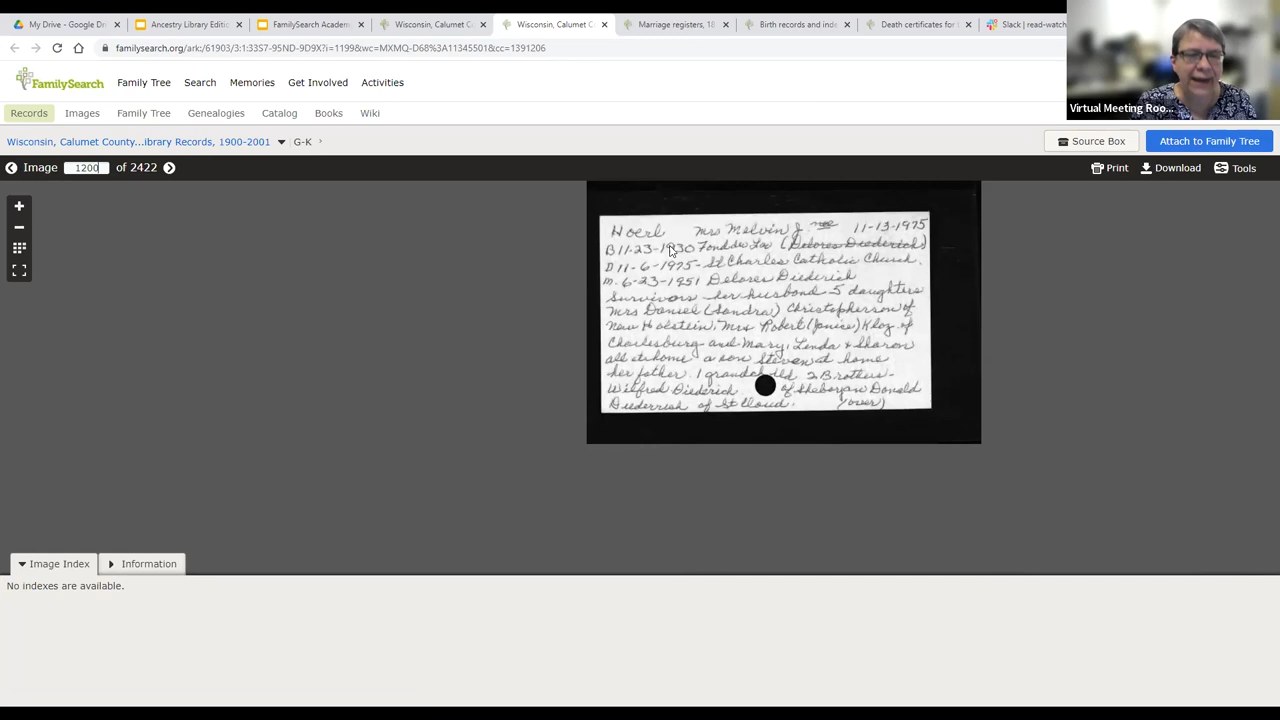 My Drive - Google Dri
Ancestry Library Editi
FamilySearch Academ
Wisconsin, Calumet Co
Wisconsin, Calumet C
Marriage registers, 18
Birth records and inde
Death certificates for
Slack | read-watch
familysearch.org/ark:/61903/3:1:33S7-95ND-9D9X?i=1199&wc=MXMQ-D68%3A11345501&cc=1391206
FamilySearch
Family Tree Search Memories Get Involved Activities
Records Images Family Tree Genealogies Catalog Books Wiki
Virtual Meeting Roo...
Wisconsin, Calumet County...ibrary Records, 1900-2001 G-K
Source Box
Attach to Family Tree
Image 1200 of 2422
Print Download Tools
Hoerl Mrs Melvin J. 11-13-1975
B 11-23-1930 Fond du Lac (Delores Diederich)
D 11-6-1975- St Charles Catholic Church.
m. 6-23-1951 Delores Diederich
Survivors - her husband 5 daughters
Mrs Daniel (Sandra) Christopherson of
New Holstein, Mrs Robert (Janice) Kloz of
Charlesburg and Mary, Linda & Sharon
all at home a son Steven at home
her father. 1 grandchild 2 Brothers -
Wilfred Diederich of Sheboygan Donald
Diederich of St Cloud. (over)
Image Index
Information
No indexes are available.